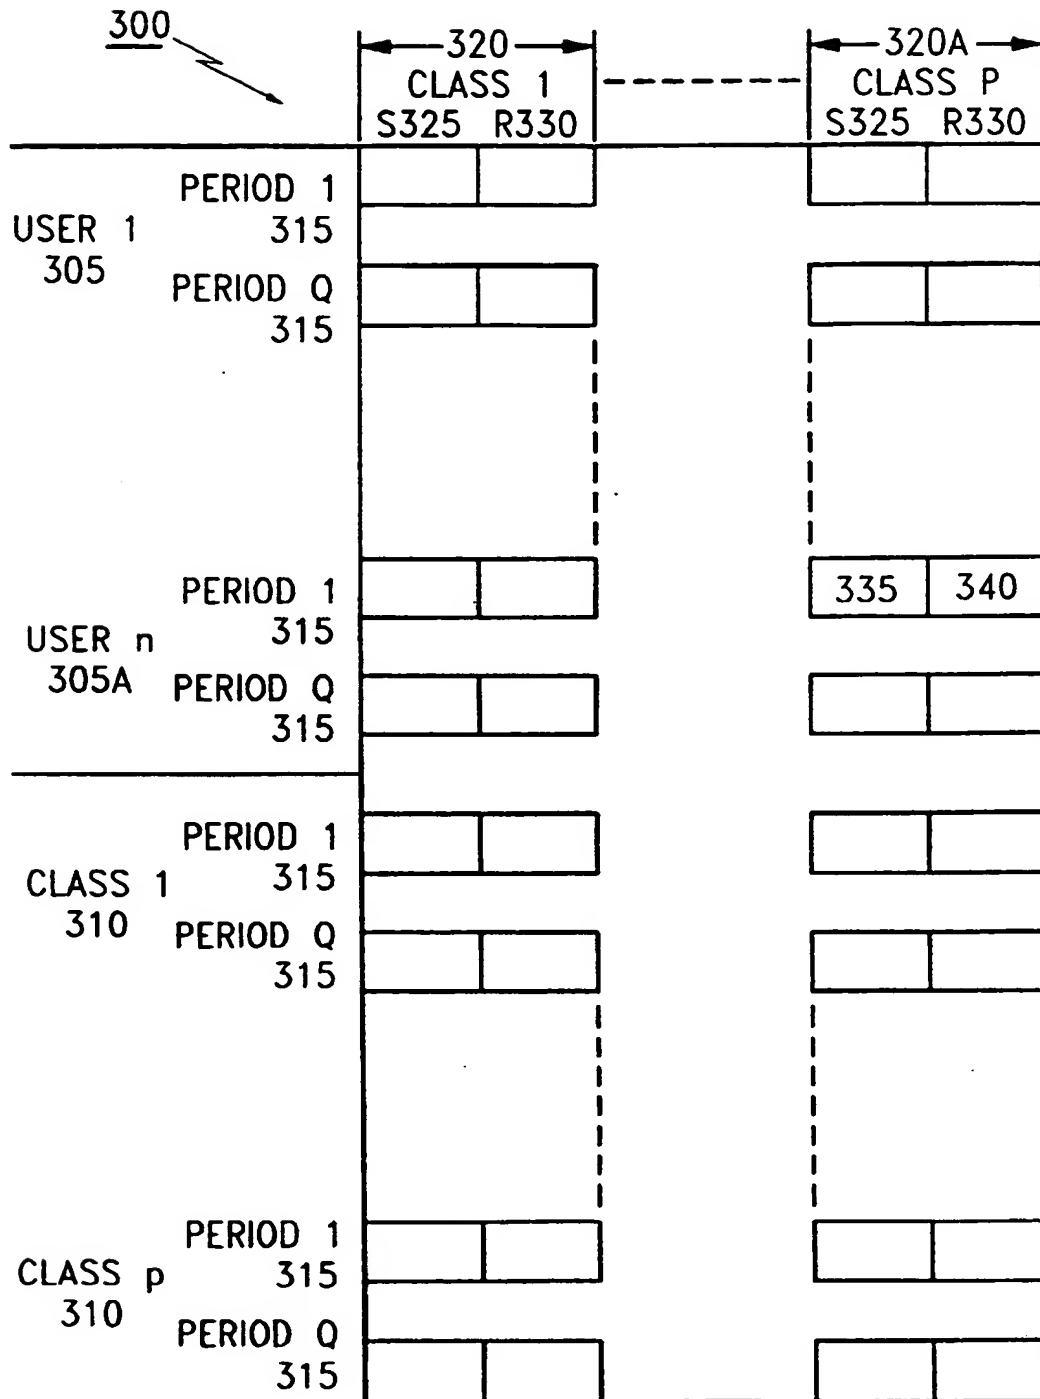 300
320 320A
CLASS 1 CLASS P
S325 R330 S325 R330
PERIOD 1
USER 1 315
305
PERIOD Q
315
PERIOD 1 335 340
315
USER n
305A PERIOD Q
315
PERIOD 1
315
CLASS 1
310
PERIOD Q
315
PERIOD 1
315
CLASS p
310
PERIOD Q
315